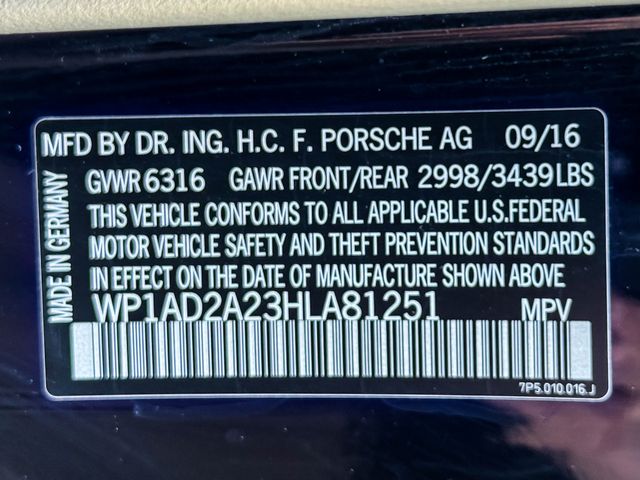 MFD BY DR. ING. H.C. F. PORSCHE AG 09/16
GVWR 6316 GAWR FRONT/REAR 2998/3439 LBS
THIS VEHICLE CONFORMS TO ALL APPLICABLE U.S.FEDERAL
MOTOR VEHICLE SAFETY AND THEFT PREVENTION STANDARDS
IN EFFECT ON THE DATE OF MANUFACTURE SHOWN ABOVE
WP1AD2A23HLA81251 MPV
7P5.010.016.J
MADE IN GERMANY